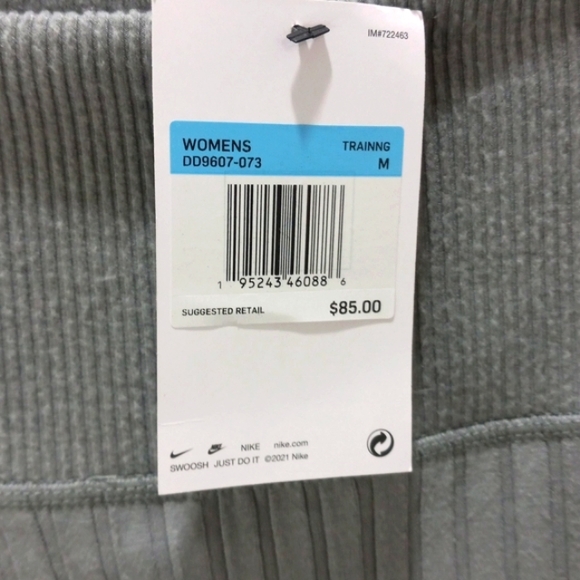 IM#722463
WOMENS TRAINNG
DD9607-073 M
1 95243 46088 6
SUGGESTED RETAIL $85.00
NIKE nike.com
SWOOSH JUST DO IT ©2021 Nike